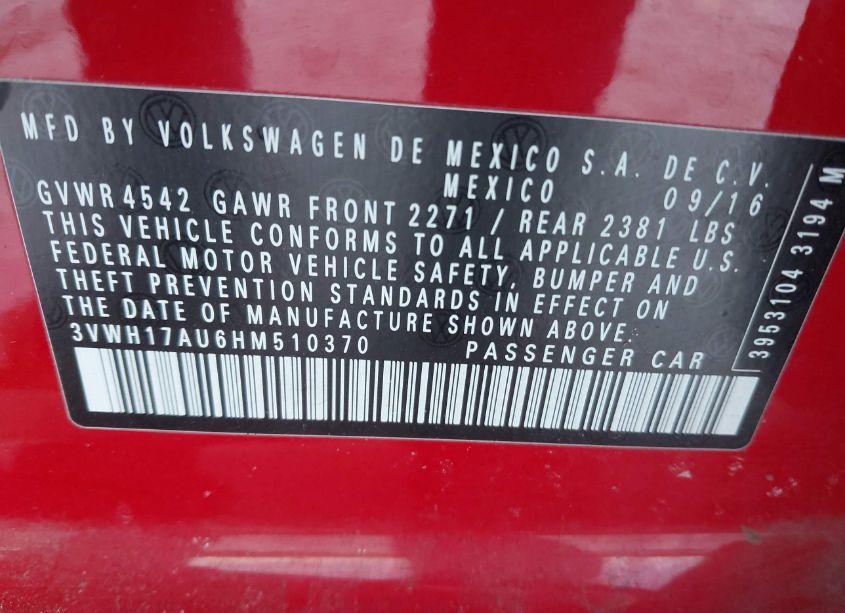 MFD BY VOLKSWAGEN DE MEXICO S.A. DE C.V.
MEXICO 09/16
GVWR4542 GAWR FRONT 2271 / REAR 2381 LBS
THIS VEHICLE CONFORMS TO ALL APPLICABLE U.S.
FEDERAL MOTOR VEHICLE SAFETY, BUMPER AND
THEFT PREVENTION STANDARDS IN EFFECT ON
THE DATE OF MANUFACTURE SHOWN ABOVE.
3VWH17AU6HM510370 PASSENGER CAR
3953104 3194 M